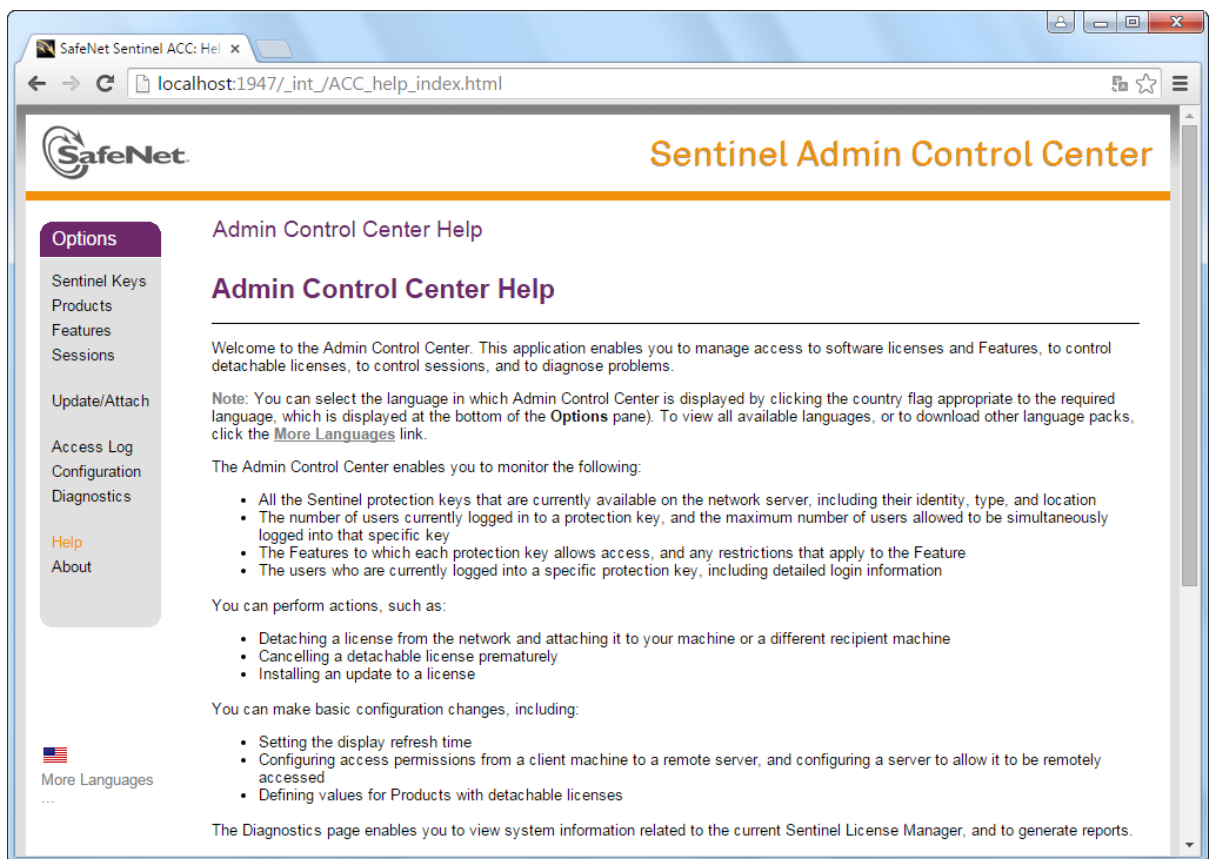 SafeNet Sentinel ACC: Hel
localhost:1947/_int_/ACC_help_index.html
SafeNet.
Sentinel Admin Control Center
Options
Sentinel Keys
Products
Features
Sessions
Update/Attach
Access Log
Configuration
Diagnostics
Help
About
More Languages
...
Admin Control Center Help
Admin Control Center Help
Welcome to the Admin Control Center. This application enables you to manage access to software licenses and Features, to control
detachable licenses, to control sessions, and to diagnose problems.
Note: You can select the language in which Admin Control Center is displayed by clicking the country flag appropriate to the required
language, which is displayed at the bottom of the Options pane). To view all available languages, or to download other language packs,
click the More Languages link.
The Admin Control Center enables you to monitor the following:
• All the Sentinel protection keys that are currently available on the network server, including their identity, type, and location
• The number of users currently logged in to a protection key, and the maximum number of users allowed to be simultaneously
logged into that specific key
• The Features to which each protection key allows access, and any restrictions that apply to the Feature
• The users who are currently logged into a specific protection key, including detailed login information
You can perform actions, such as:
• Detaching a license from the network and attaching it to your machine or a different recipient machine
• Cancelling a detachable license prematurely
• Installing an update to a license
You can make basic configuration changes, including:
• Setting the display refresh time
• Configuring access permissions from a client machine to a remote server, and configuring a server to allow it to be remotely
accessed
• Defining values for Products with detachable licenses
The Diagnostics page enables you to view system information related to the current Sentinel License Manager, and to generate reports.